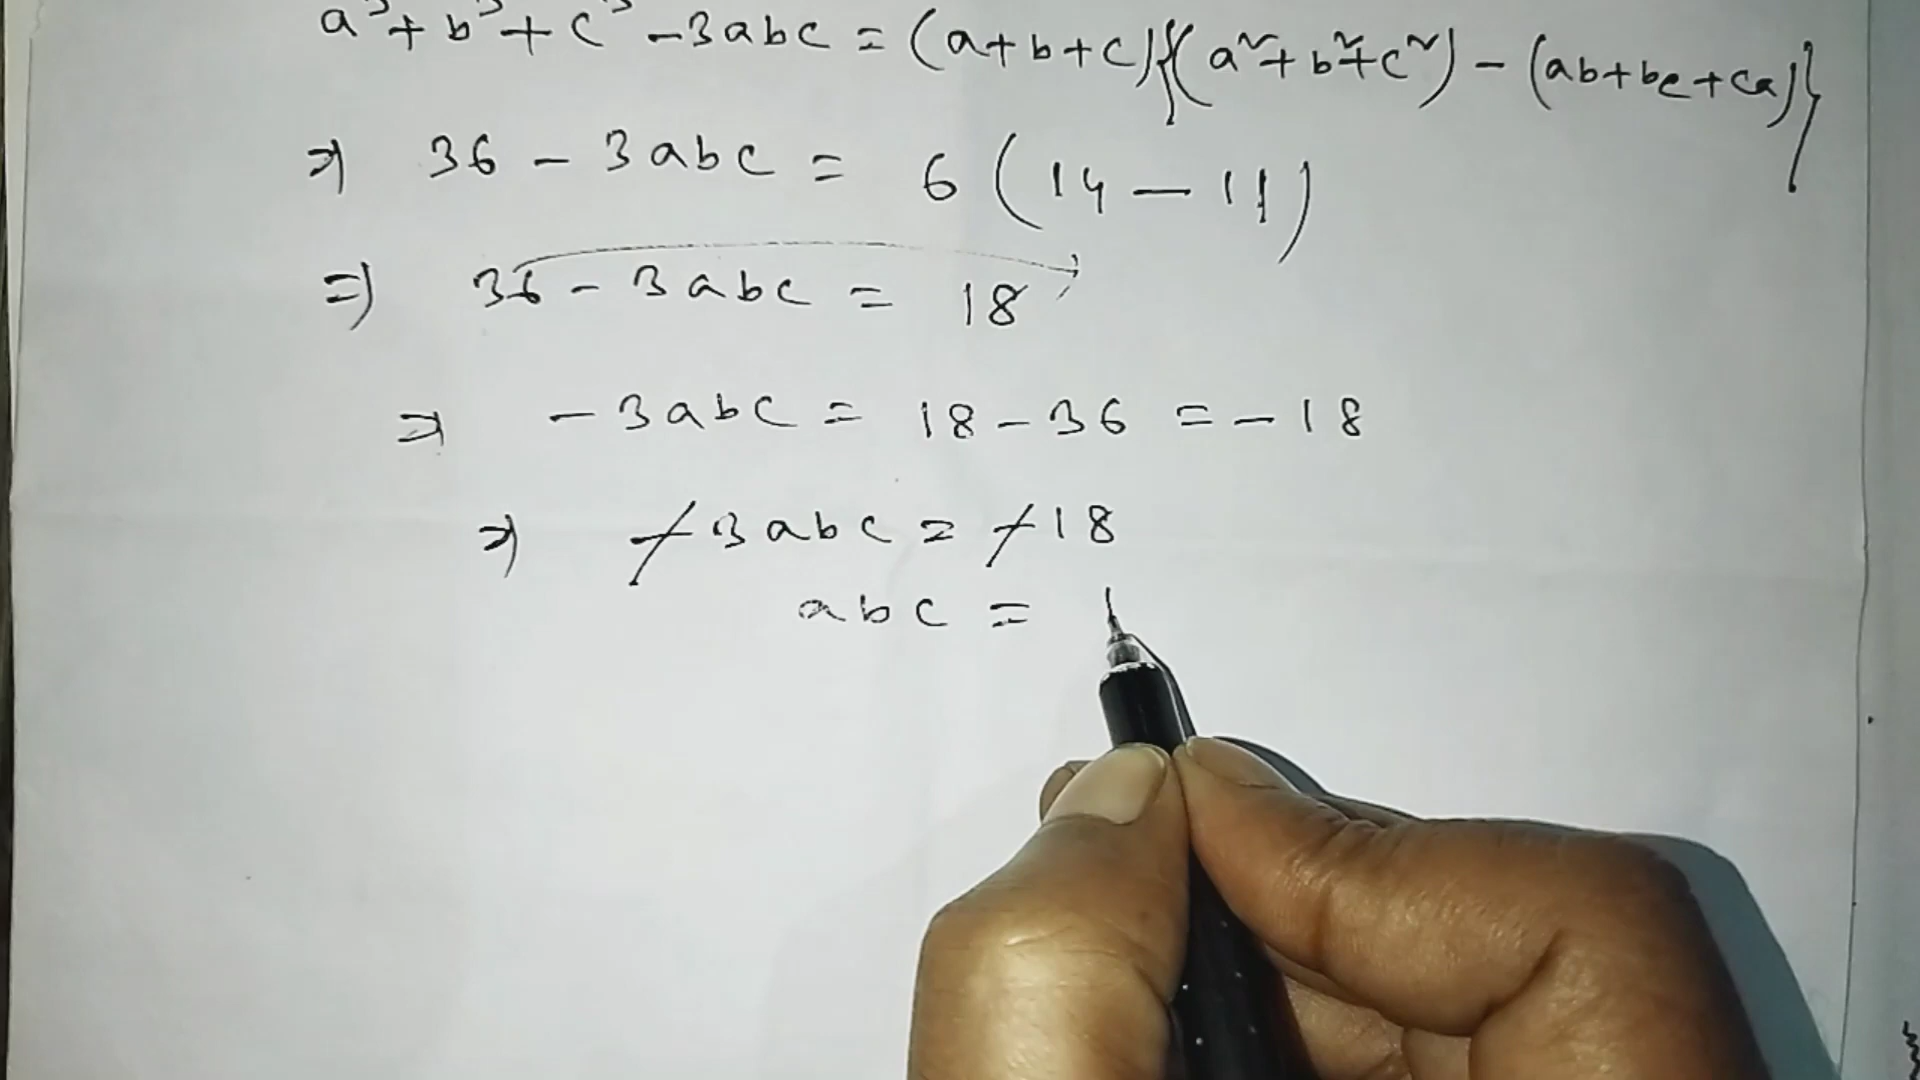 a³ + b³ + c³ - 3abc = (a+b+c){(a²+b²+c²) - (ab+bc+ca)}
⇒ 36 - 3abc = 6(14 - 11)
⇒ 36 - 3abc = 18
⇒ -3abc = 18 - 36 = -18
⇒ -3abc = -18
abc =